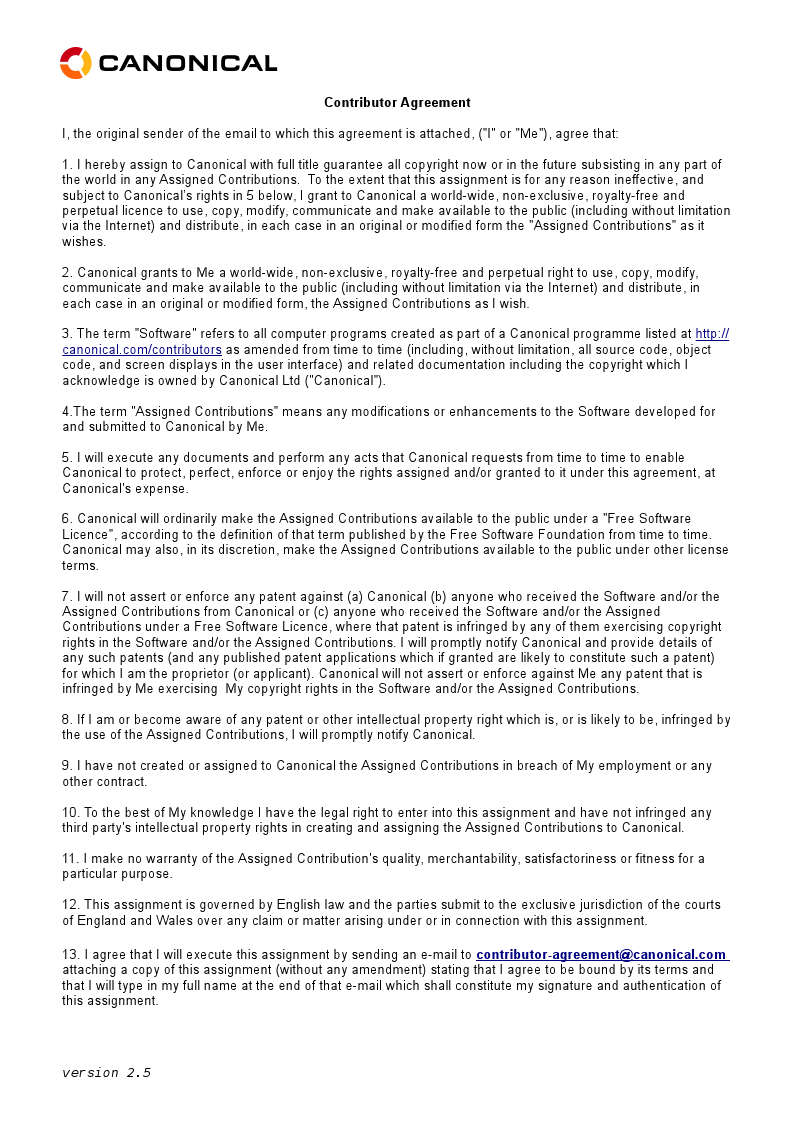 CANONICAL
Contributor Agreement
I, the original sender of the email to which this agreement is attached, ("I" or "Me"), agree that:
1. I hereby assign to Canonical with full title guarantee all copyright now or in the future subsisting in any part of
the world in any Assigned Contributions.  To the extent that this assignment is for any reason ineffective, and
subject to Canonical's rights in 5 below, I grant to Canonical a world-wide, non-exclusive, royalty-free and
perpetual licence to use, copy, modify, communicate and make available to the public (including without limitation
via the Internet) and distribute, in each case in an original or modified form the "Assigned Contributions" as it
wishes.
2. Canonical grants to Me a world-wide, non-exclusive, royalty-free and perpetual right to use, copy, modify,
communicate and make available to the public (including without limitation via the Internet) and distribute, in
each case in an original or modified form, the Assigned Contributions as I wish.
3. The term "Software" refers to all computer programs created as part of a Canonical programme listed at http://
canonical.com/contributors as amended from time to time (including, without limitation, all source code, object
code, and screen displays in the user interface) and related documentation including the copyright which I
acknowledge is owned by Canonical Ltd ("Canonical").
4.The term "Assigned Contributions" means any modifications or enhancements to the Software developed for
and submitted to Canonical by Me.
5. I will execute any documents and perform any acts that Canonical requests from time to time to enable
Canonical to protect, perfect, enforce or enjoy the rights assigned and/or granted to it under this agreement, at
Canonical's expense.
6. Canonical will ordinarily make the Assigned Contributions available to the public under a "Free Software
Licence", according to the definition of that term published by the Free Software Foundation from time to time.
Canonical may also, in its discretion, make the Assigned Contributions available to the public under other license
terms.
7. I will not assert or enforce any patent against (a) Canonical (b) anyone who received the Software and/or the
Assigned Contributions from Canonical or (c) anyone who received the Software and/or the Assigned
Contributions under a Free Software Licence, where that patent is infringed by any of them exercising copyright
rights in the Software and/or the Assigned Contributions. I will promptly notify Canonical and provide details of
any such patents (and any published patent applications which if granted are likely to constitute such a patent)
for which I am the proprietor (or applicant). Canonical will not assert or enforce against Me any patent that is
infringed by Me exercising  My copyright rights in the Software and/or the Assigned Contributions.
8. If I am or become aware of any patent or other intellectual property right which is, or is likely to be, infringed by
the use of the Assigned Contributions, I will promptly notify Canonical.
9. I have not created or assigned to Canonical the Assigned Contributions in breach of My employment or any
other contract.
10. To the best of My knowledge I have the legal right to enter into this assignment and have not infringed any
third party's intellectual property rights in creating and assigning the Assigned Contributions to Canonical.
11. I make no warranty of the Assigned Contribution's quality, merchantability, satisfactoriness or fitness for a
particular purpose.
12. This assignment is governed by English law and the parties submit to the exclusive jurisdiction of the courts
of England and Wales over any claim or matter arising under or in connection with this assignment.
13. I agree that I will execute this assignment by sending an e-mail to contributor-agreement@canonical.com
attaching a copy of this assignment (without any amendment) stating that I agree to be bound by its terms and
that I will type in my full name at the end of that e-mail which shall constitute my signature and authentication of
this assignment.
version 2.5